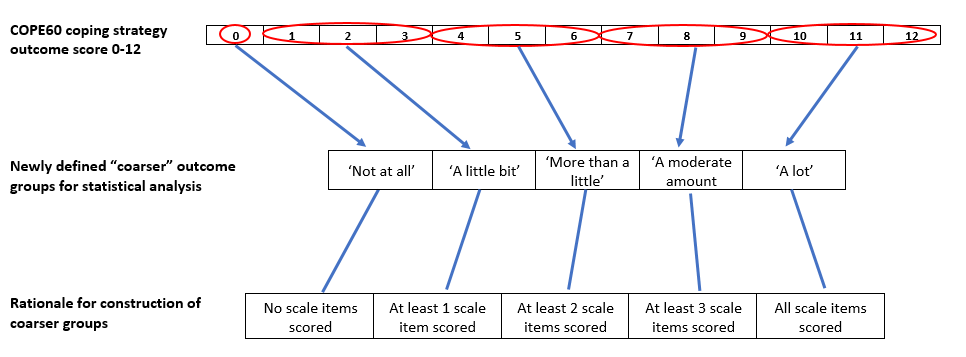 COPE60 coping strategy
outcome score 0-12
0 1 2 3 4 5 6 7 8 9 10 11 12
Newly defined “coarser” outcome
groups for statistical analysis
‘Not at all’
‘A little bit’
‘More than a
little’
‘A moderate
amount
‘A lot’
Rationale for construction of
coarser groups
No scale items
scored
At least 1 scale
item scored
At least 2 scale
items scored
At least 3 scale
items scored
All scale items
scored